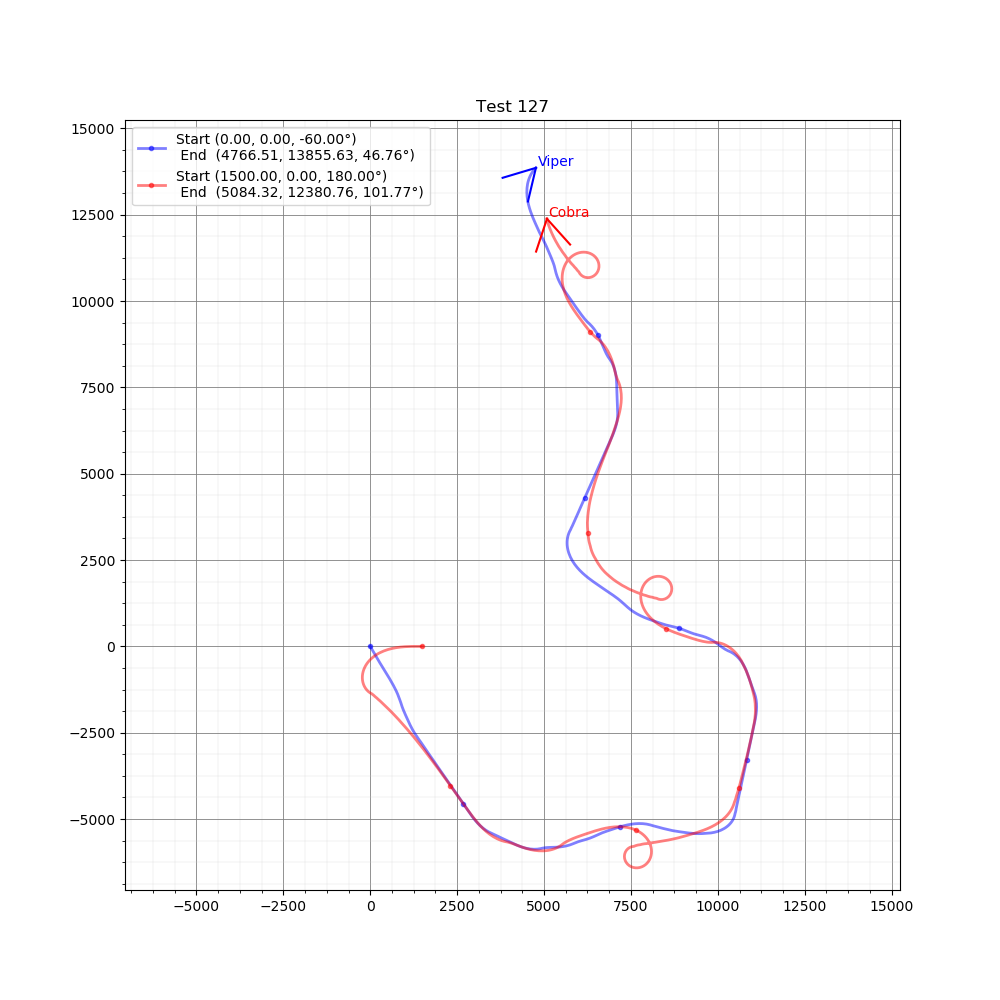 Test 127
Start (0.00, 0.00, -60.00°)
End (4766.51, 13855.63, 46.76°)
Start (1500.00, 0.00, 180.00°)
End (5084.32, 12380.76, 101.77°)
Viper
Cobra
15000
12500
10000
7500
5000
2500
0
−2500
−5000
−5000 −2500 0 2500 5000 7500 10000 12500 15000